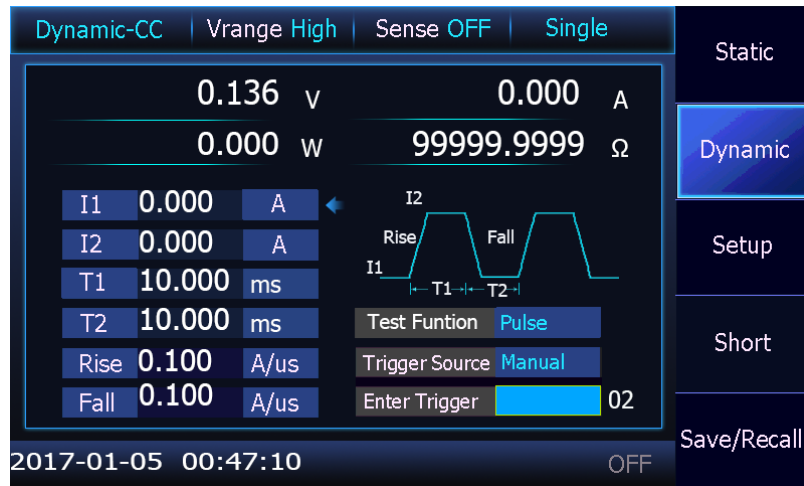 Dynamic-CC Vrange High Sense OFF Single
0.136 V 0.000 A
0.000 W 99999.9999 Ω
I1 0.000 A
I2 0.000 A
T1 10.000 ms
T2 10.000 ms
Rise 0.100 A/us
Fall 0.100 A/us
I2
Rise Fall
I1
T1 T2
Test Funtion Pulse
Trigger Source Manual
Enter Trigger 02
2017-01-05 00:47:10 OFF
Static
Dynamic
Setup
Short
Save/Recall